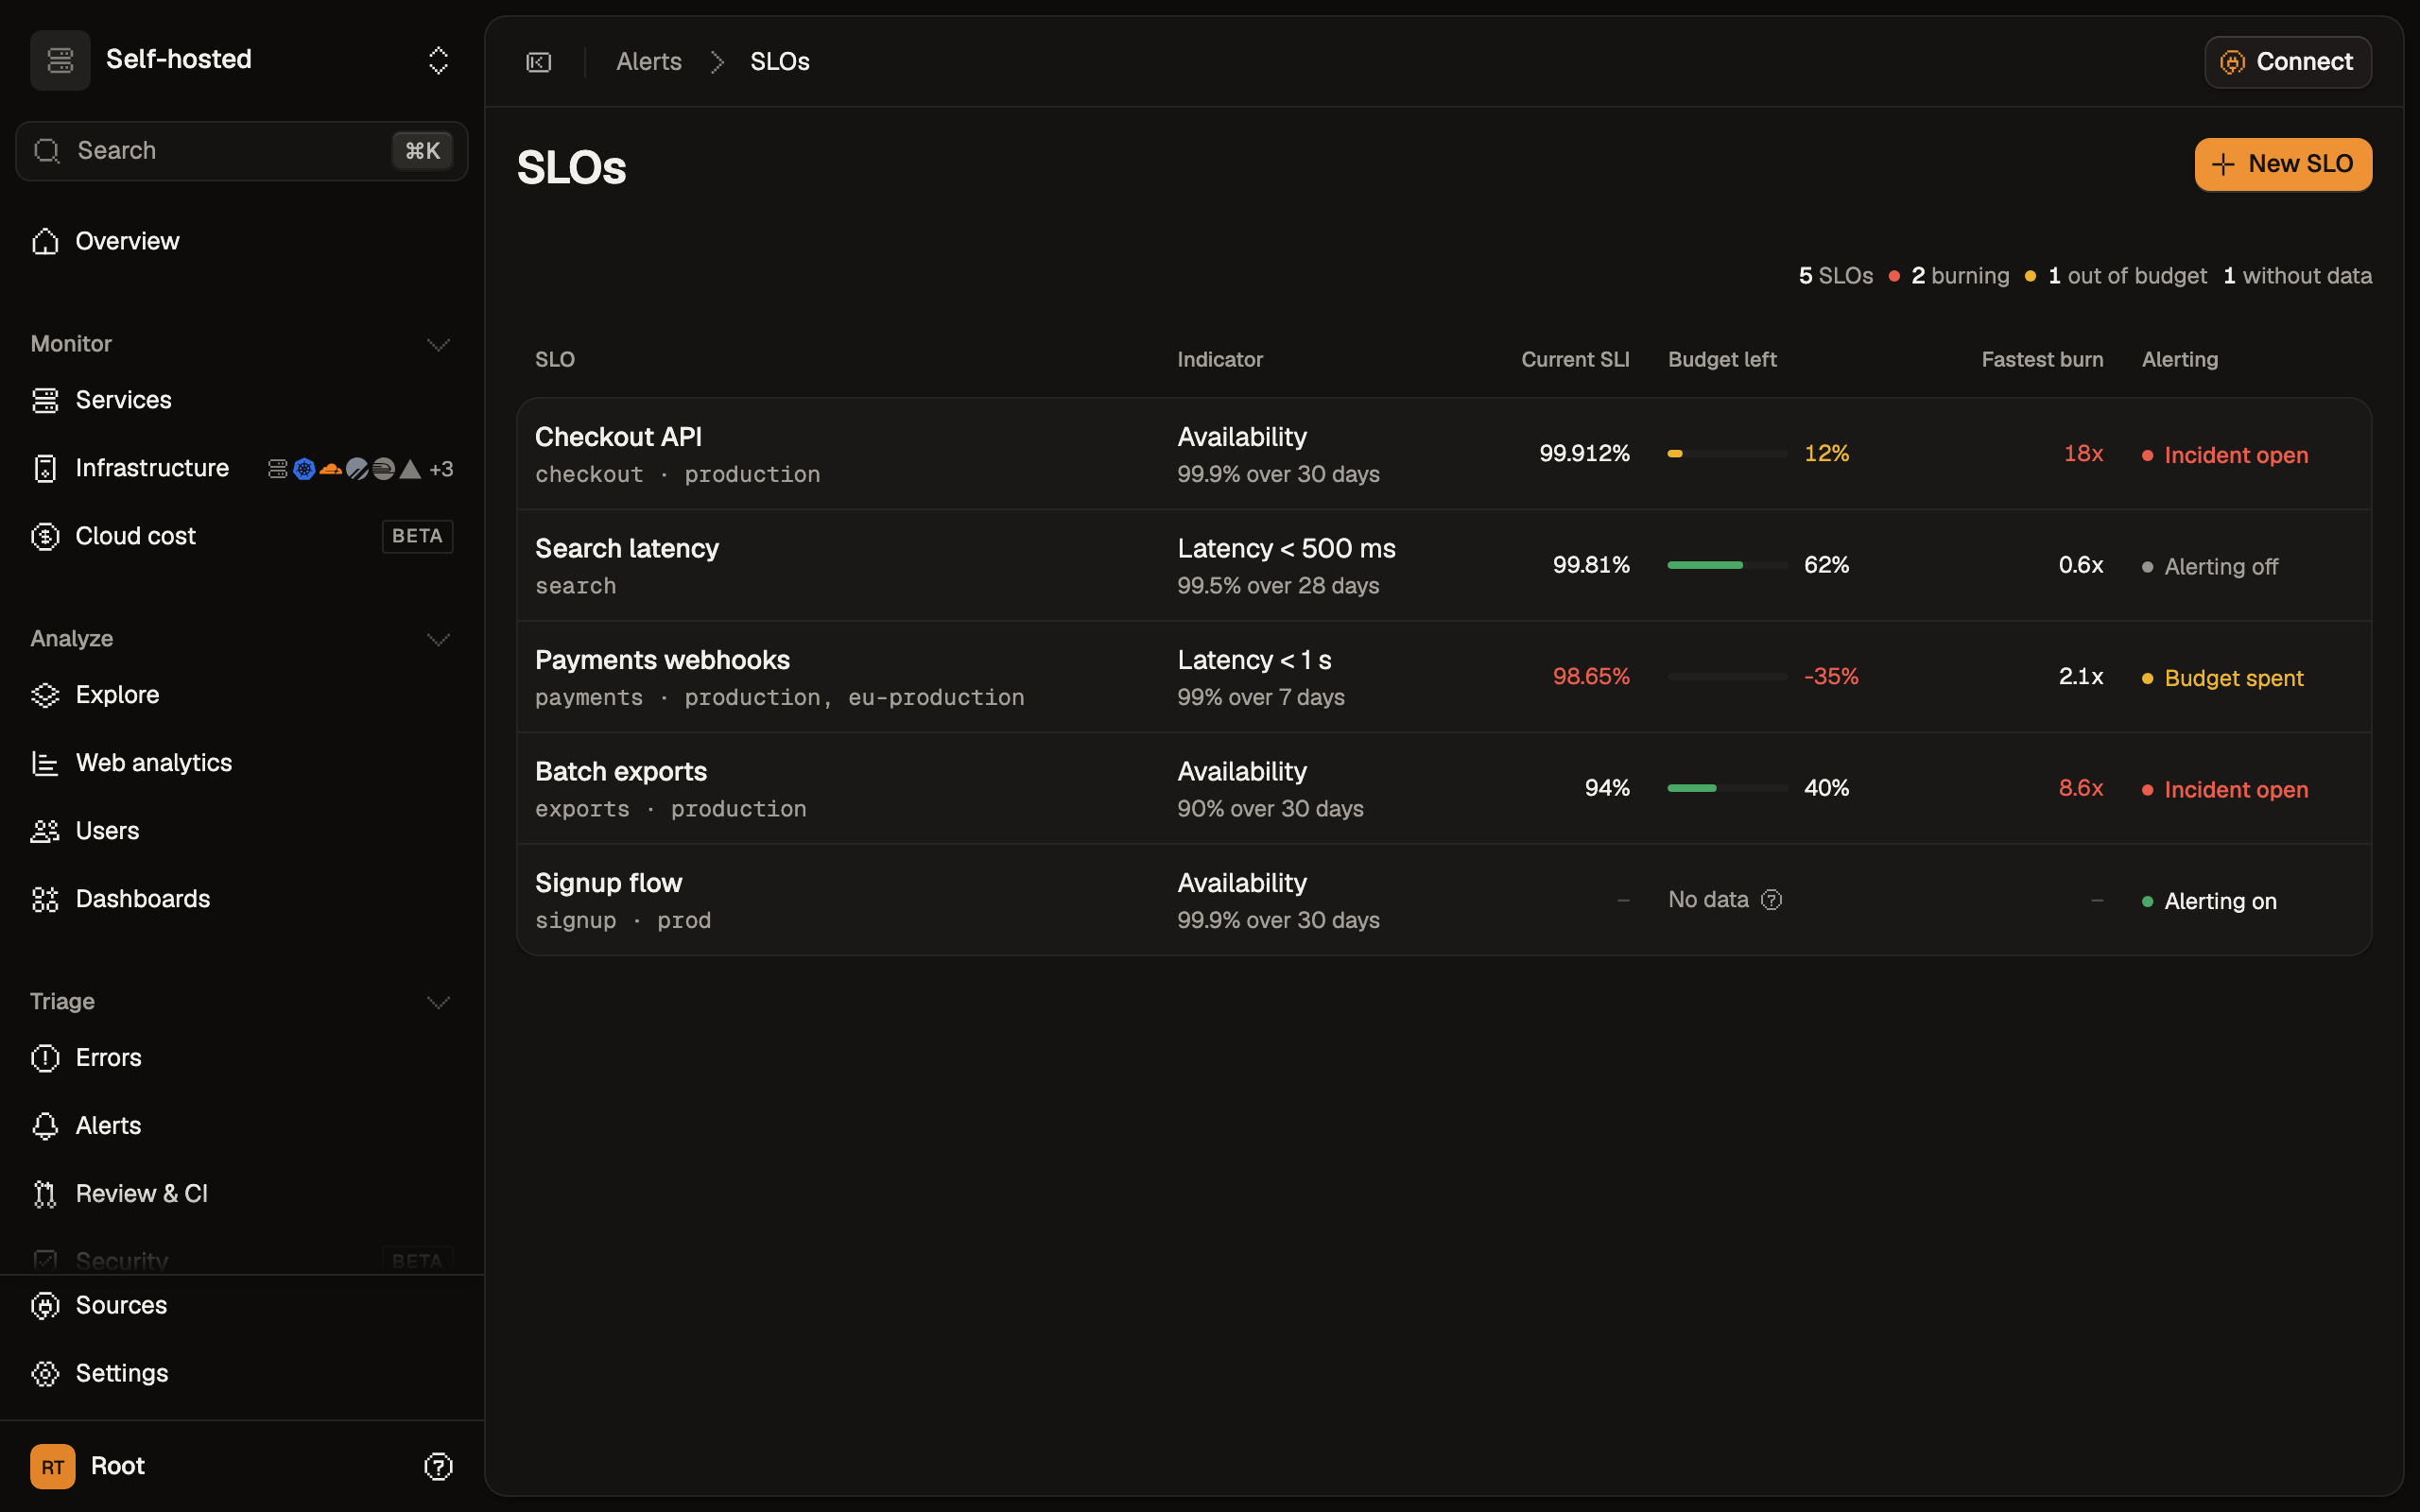 Self-hosted
Search ⌘K
Overview
Monitor
Services
Infrastructure +3
Cloud cost BETA
Analyze
Explore
Web analytics
Users
Dashboards
Triage
Errors
Alerts
Review & CI
Security BETA
Sources
Settings
RT Root
Alerts SLOs Connect
SLOs
New SLO
5 SLOs 2 burning 1 out of budget 1 without data
SLO Indicator Current SLI Budget left Fastest burn Alerting
Checkout API Availability 99.912% 12% 18x Incident open
checkout · production 99.9% over 30 days
Search latency Latency < 500 ms 99.81% 62% 0.6x Alerting off
search 99.5% over 28 days
Payments webhooks Latency < 1 s 98.65% -35% 2.1x Budget spent
payments · production, eu-production 99% over 7 days
Batch exports Availability 94% 40% 8.6x Incident open
exports · production 90% over 30 days
Signup flow Availability – No data – Alerting on
signup · prod 99.9% over 30 days